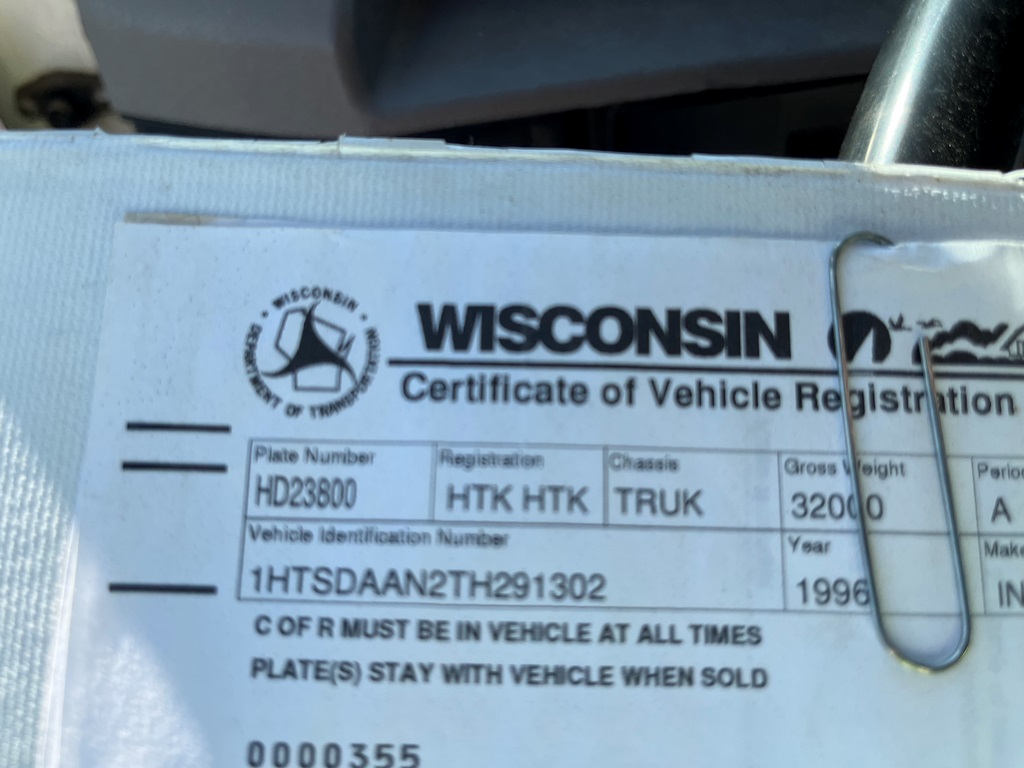 WISCONSIN
DEPARTMENT OF TRANSPORTATION
WISCONSIN
Certificate of Vehicle Registration
Plate Number Registration Chassis Gross Weight
HD23800 HTK HTK TRUK 32000 A
Vehicle Identification Number Year Make
1HTSDAAN2TH291302 1996 IN
C OF R MUST BE IN VEHICLE AT ALL TIMES
PLATE(S) STAY WITH VEHICLE WHEN SOLD
0000355